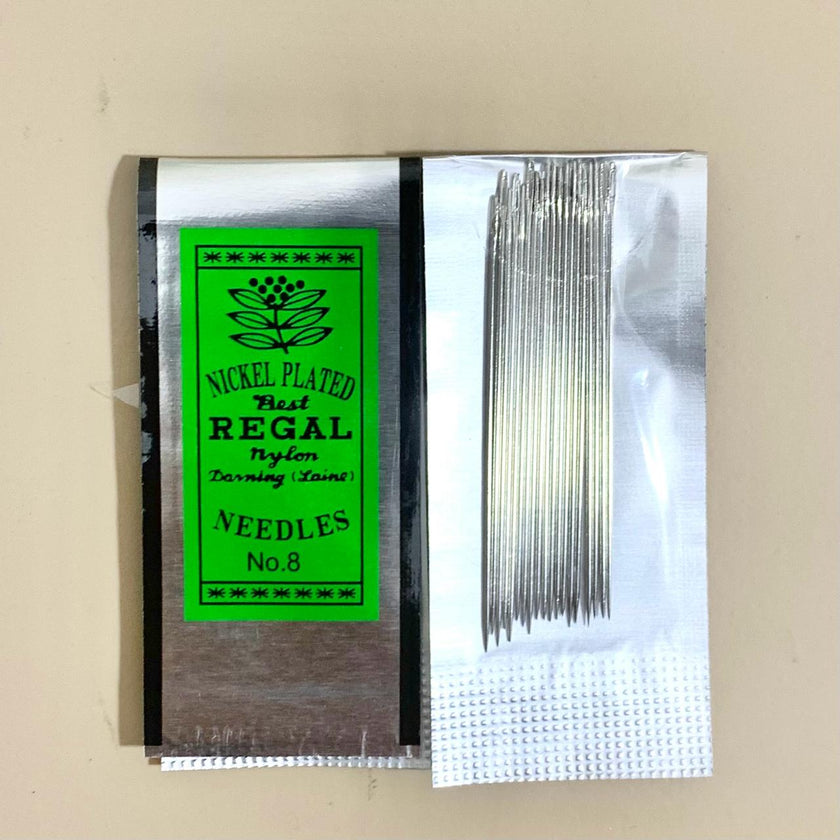 NICKEL PLATED
Best
REGAL
Nylon
Darning (Laine)
NEEDLES
No.8